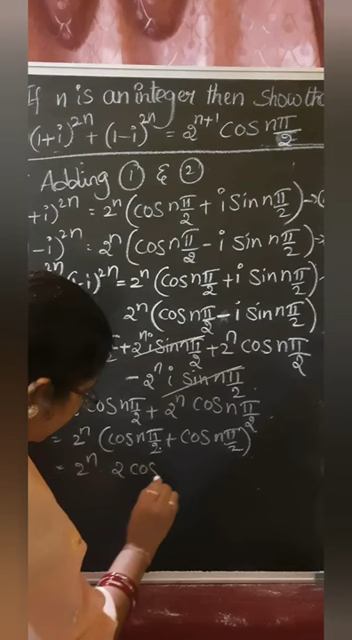 If n is an integer then show tha
(1+i)^2n + (1-i)^2n = 2^n+1 cos nπ/2
Adding ① & ②
+i)^2n = 2^n (cos nπ/2 + i sin nπ/2) →
-i)^2n = 2^n (cos nπ/2 - i sin nπ/2) →
-i)^2n = 2^n (cos nπ/2 + i sin nπ/2)
2^n (cos nπ/2 - i sin nπ/2)
+ 2^n i sin nπ/2 + 2^n cos nπ/2
- 2^n i sin nπ/2
cos nπ/2 + 2^n cos nπ/2
= 2^n (cos nπ/2 + cos nπ/2)
= 2^n 2 cos